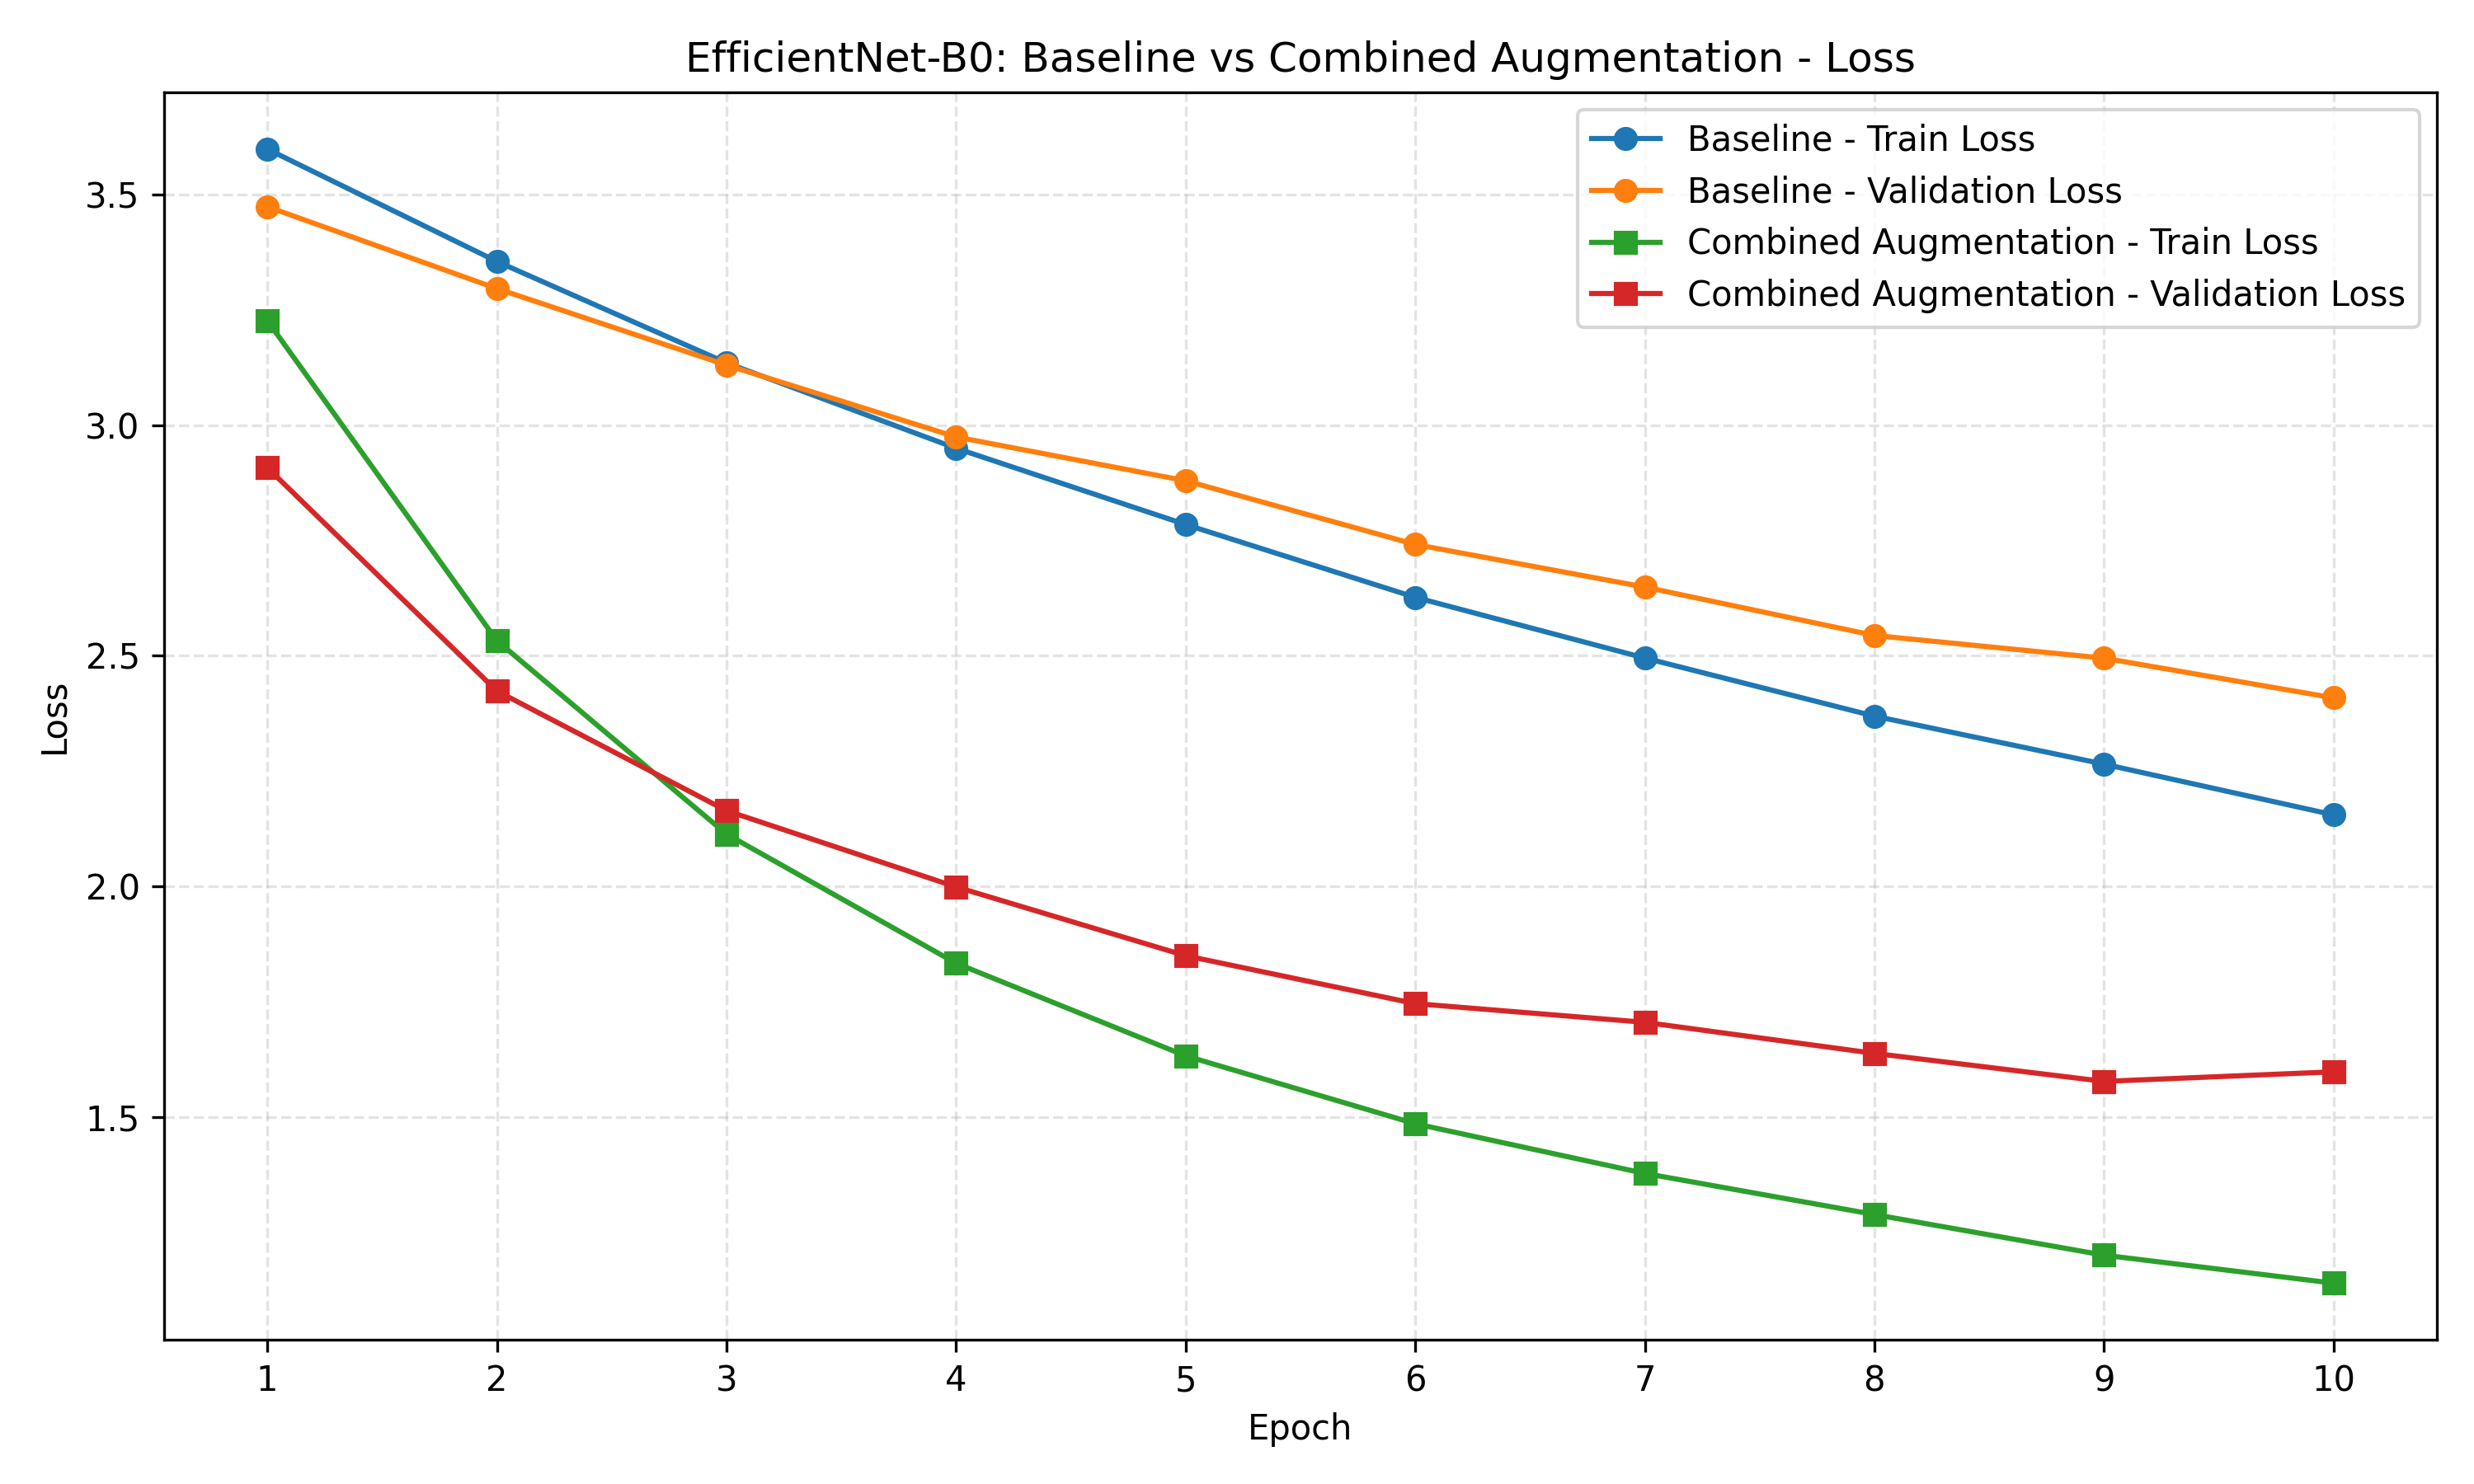 EfficientNet-B0: Baseline vs Combined Augmentation - Loss
Baseline - Train Loss
Baseline - Validation Loss
Combined Augmentation - Train Loss
Combined Augmentation - Validation Loss
Loss
3.5
3.0
2.5
2.0
1.5
1 2 3 4 5 6 7 8 9 10
Epoch